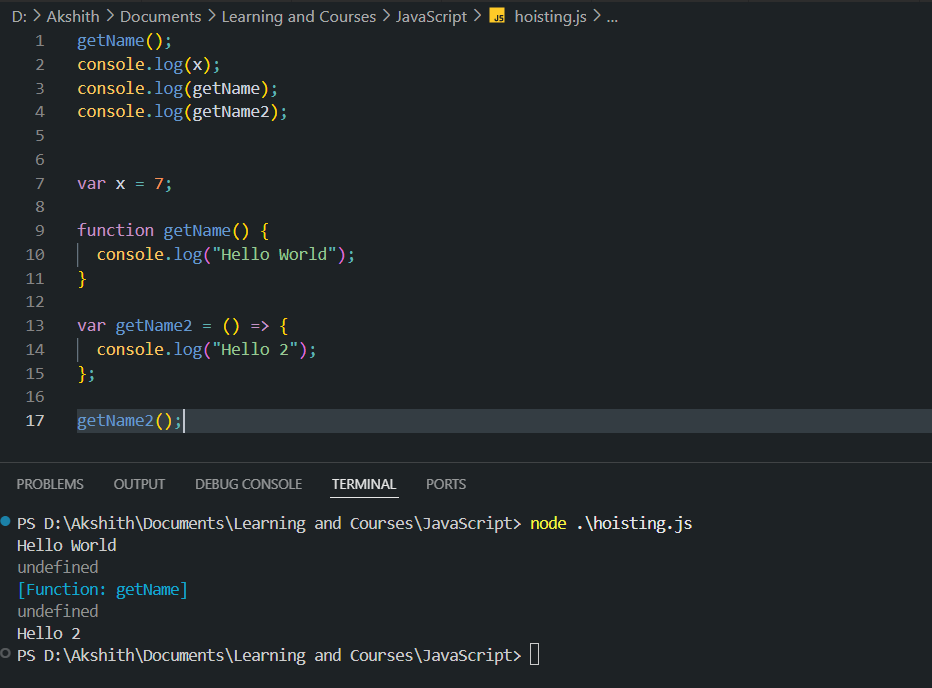 D: > Akshith > Documents > Learning and Courses > JavaScript > JS hoisting.js > ...
1 getName();
2 console.log(x);
3 console.log(getName);
4 console.log(getName2);
5
6
7 var x = 7;
8
9 function getName() {
10 console.log("Hello World");
11 }
12
13 var getName2 = () => {
14 console.log("Hello 2");
15 };
16
17 getName2();
PROBLEMS OUTPUT DEBUG CONSOLE TERMINAL PORTS
PS D:\Akshith\Documents\Learning and Courses\JavaScript> node .\hoisting.js
Hello World
undefined
[Function: getName]
undefined
Hello 2
PS D:\Akshith\Documents\Learning and Courses\JavaScript>